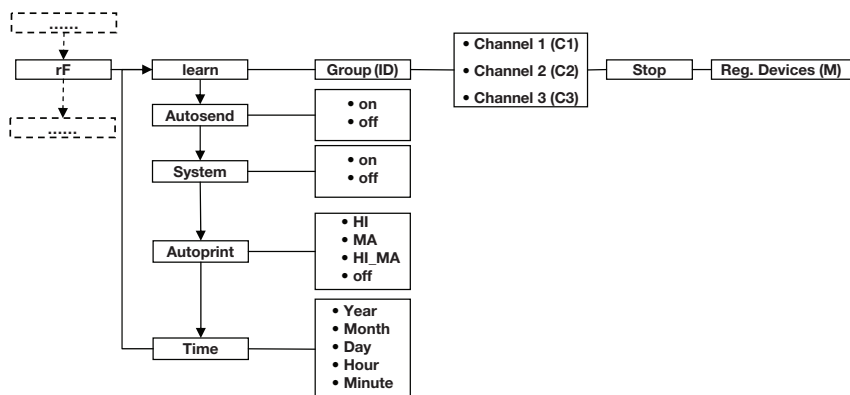 ......
rF
......
learn
Group (ID)
• Channel 1 (C1)
• Channel 2 (C2)
• Channel 3 (C3)
Stop
Reg. Devices (M)
Autosend
• on
• off
System
• on
• off
Autoprint
• HI
• MA
• HI_MA
• off
Time
• Year
• Month
• Day
• Hour
• Minute